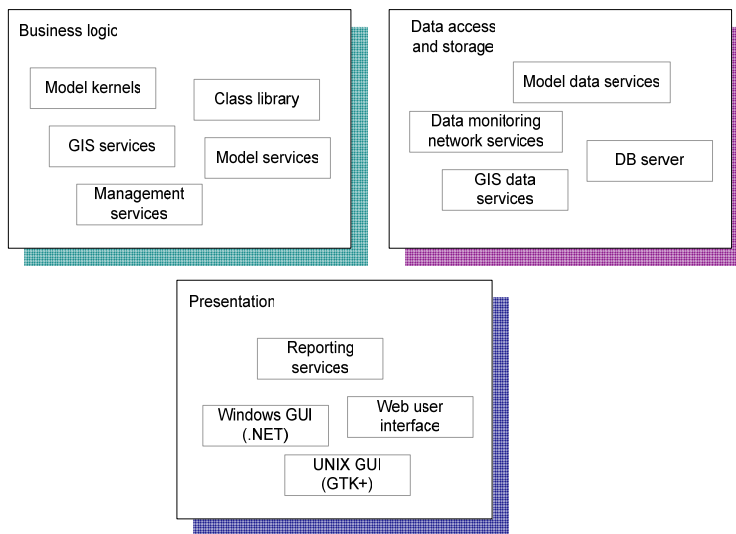 Business logic
Model kernels
Class library
GIS services
Model services
Management
services
Data access
and storage
Model data services
Data monitoring
network services
DB server
GIS data
services
Presentation
Reporting
services
Windows GUI
(.NET)
Web user
interface
UNIX GUI
(GTK+)